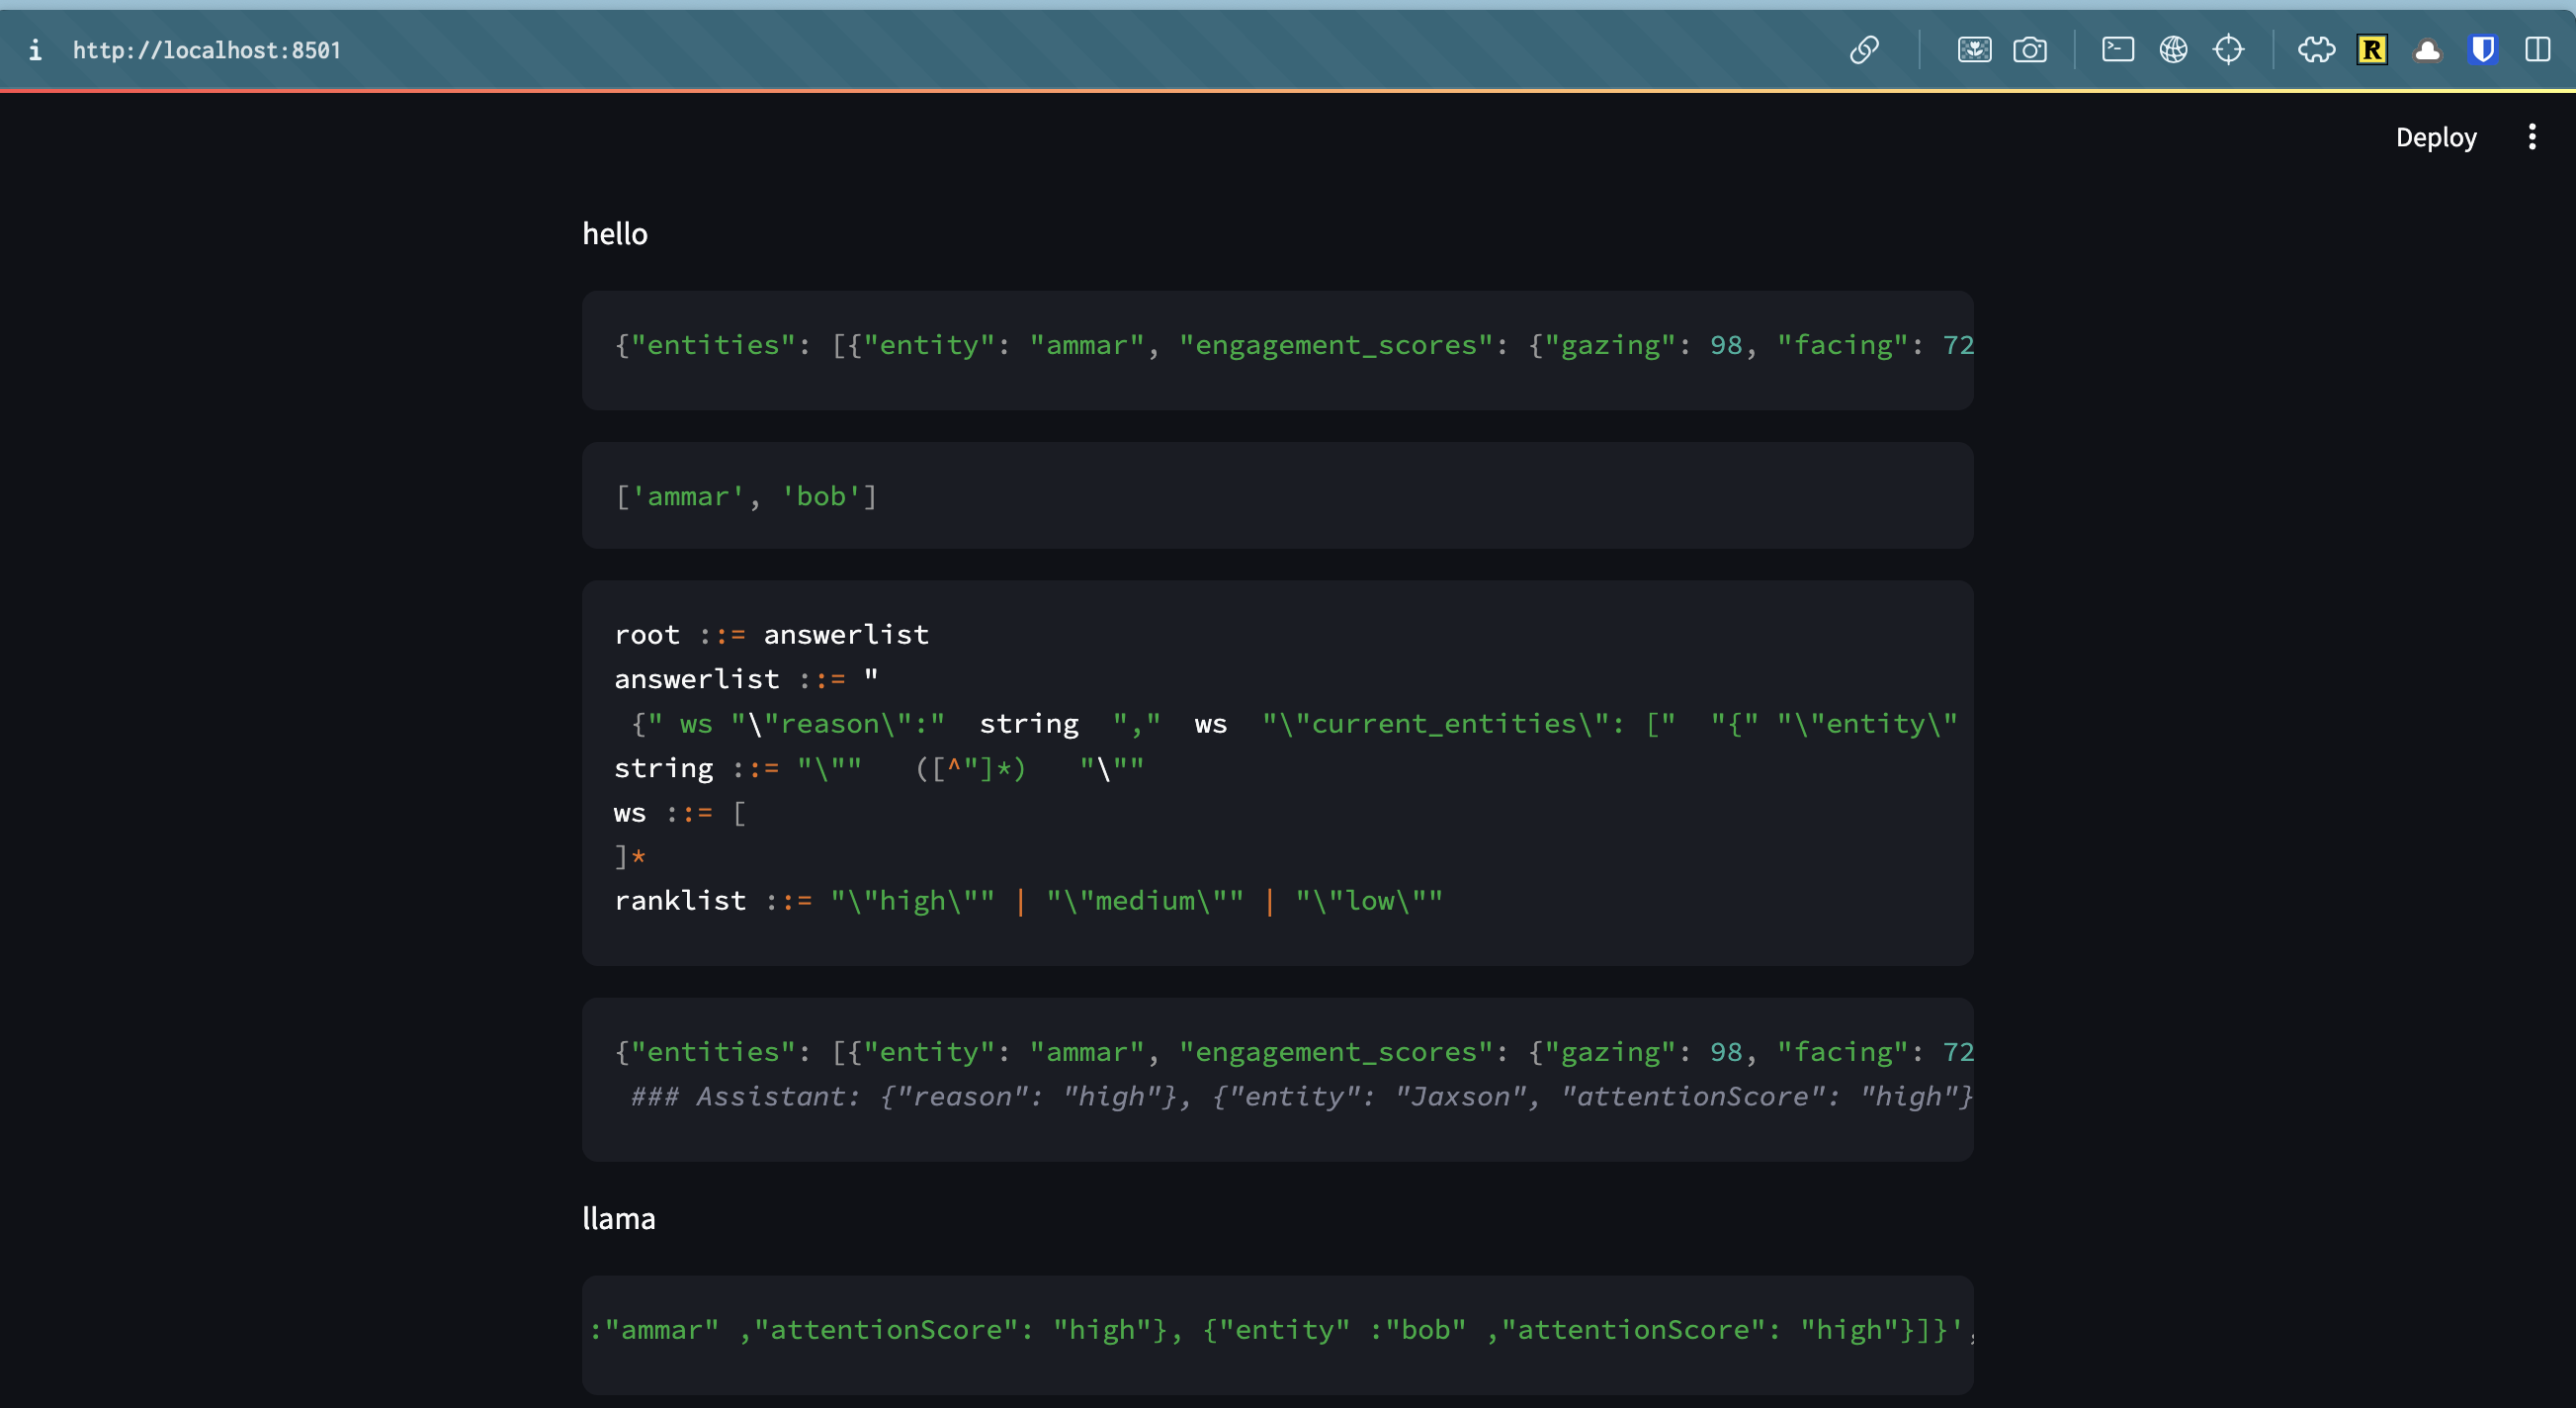 http://localhost:8501
Deploy
hello
{"entities": [{"entity": "ammar", "engagement_scores": {"gazing": 98, "facing": 72
['ammar', 'bob']
root ::= answerlist
answerlist ::= "
 {" ws "\"reason\":"  string  ","  ws  "\"current_entities\": ["  "{" "\"entity\"
string ::= "\""   ([^"]*)   "\""
ws ::= [
]*
ranklist ::= "\"high\"" | "\"medium\"" | "\"low\""
{"entities": [{"entity": "ammar", "engagement_scores": {"gazing": 98, "facing": 72
 ### Assistant: {"reason": "high"}, {"entity": "Jaxson", "attentionScore": "high"}
llama
:"ammar" ,"attentionScore": "high"}, {"entity" :"bob" ,"attentionScore": "high"}]}',